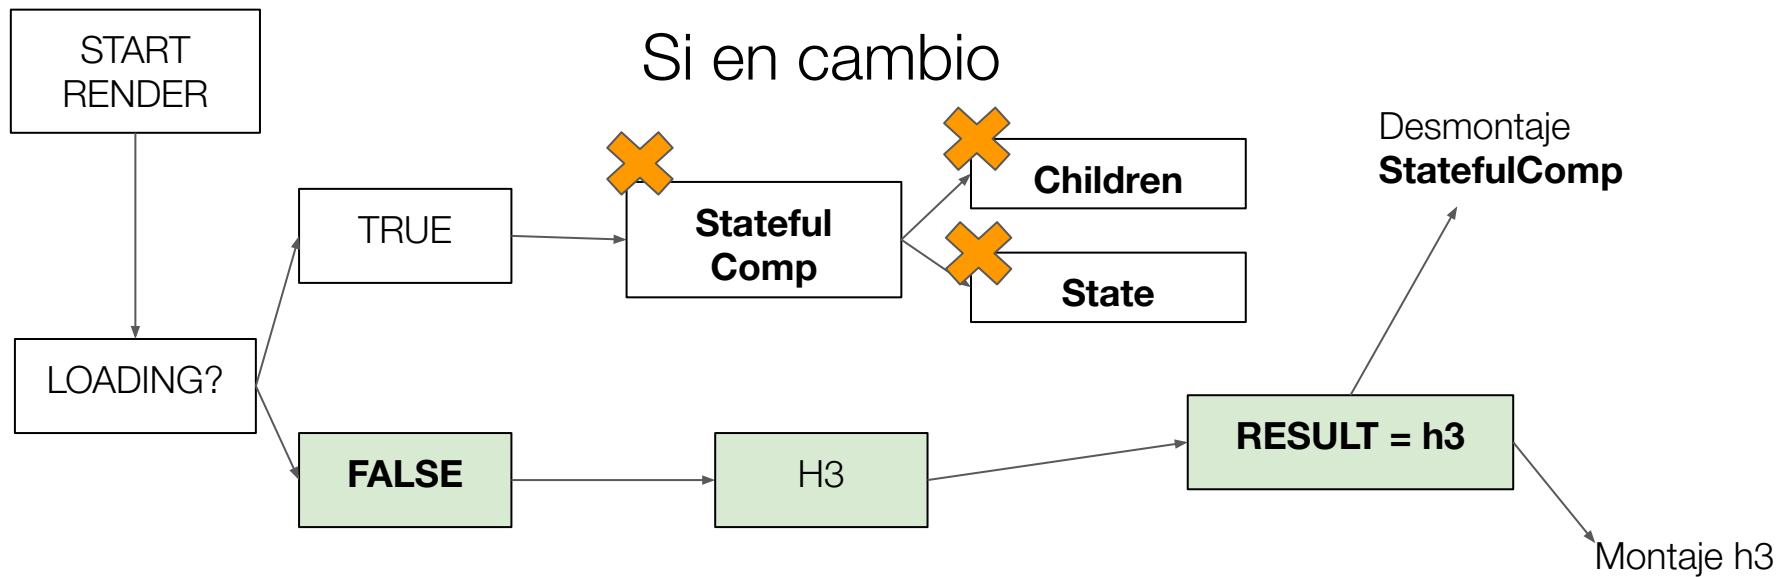 START
RENDER
Si en cambio
Desmontaje
StatefulComp
Children
TRUE
Stateful
Comp
State
LOADING?
FALSE
H3
RESULT = h3
Montaje h3